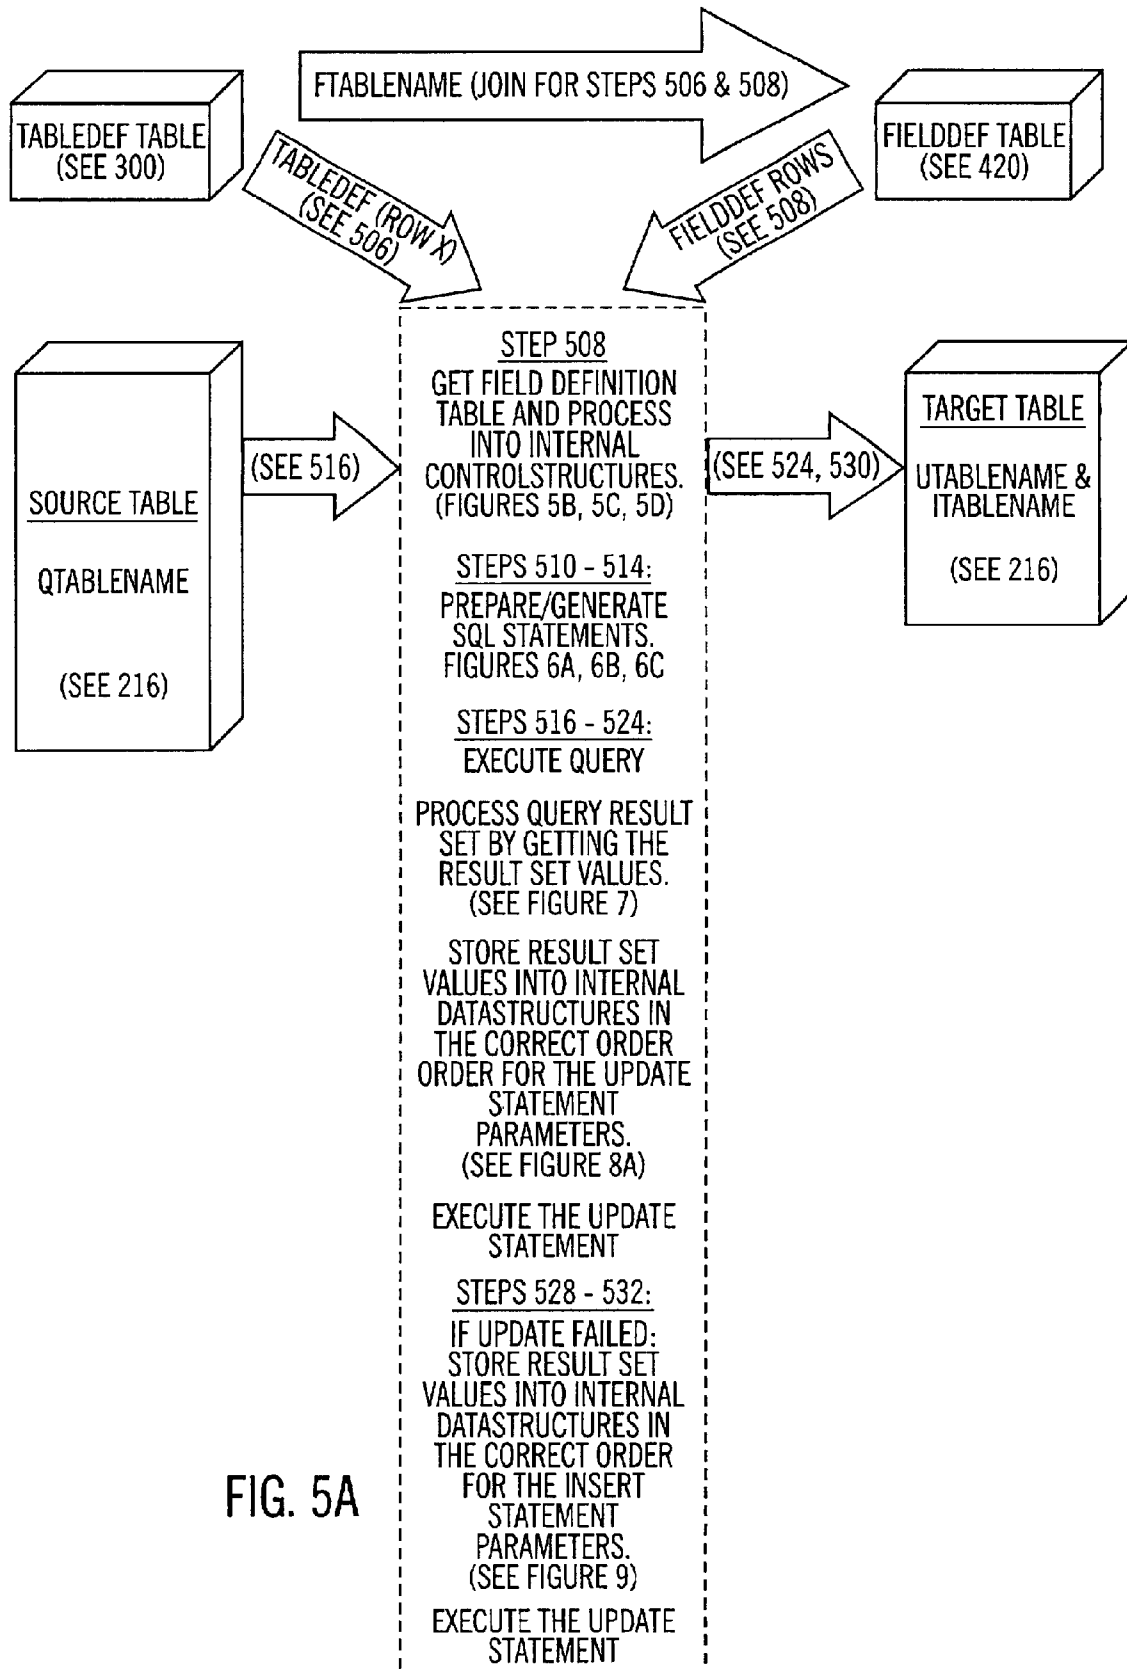 FTABLENAME (JOIN FOR STEPS 506 & 508)
TABLEDEF TABLE
(SEE 300)
FIELDDEF TABLE
(SEE 420)
TABLEDEF (ROW X)
(SEE 506)
FIELDDEF ROWS
(SEE 508)
SOURCE TABLE
QTABLENAME
(SEE 216)
(SEE 516)
STEP 508
GET FIELD DEFINITION
TABLE AND PROCESS
INTO INTERNAL
CONTROLSTRUCTURES.
(FIGURES 5B, 5C, 5D)
STEPS 510 - 514:
PREPARE/GENERATE
SQL STATEMENTS.
FIGURES 6A, 6B, 6C
STEPS 516 - 524:
EXECUTE QUERY
PROCESS QUERY RESULT
SET BY GETTING THE
RESULT SET VALUES.
(SEE FIGURE 7)
STORE RESULT SET
VALUES INTO INTERNAL
DATASTRUCTURES IN
THE CORRECT ORDER
ORDER FOR THE UPDATE
STATEMENT
PARAMETERS.
(SEE FIGURE 8A)
EXECUTE THE UPDATE
STATEMENT
STEPS 528 - 532:
IF UPDATE FAILED:
STORE RESULT SET
VALUES INTO INTERNAL
DATASTRUCTURES IN
THE CORRECT ORDER
FOR THE INSERT
STATEMENT
PARAMETERS.
(SEE FIGURE 9)
EXECUTE THE UPDATE
STATEMENT
(SEE 524, 530)
TARGET TABLE
UTABLENAME &
ITABLENAME
(SEE 216)
FIG. 5A